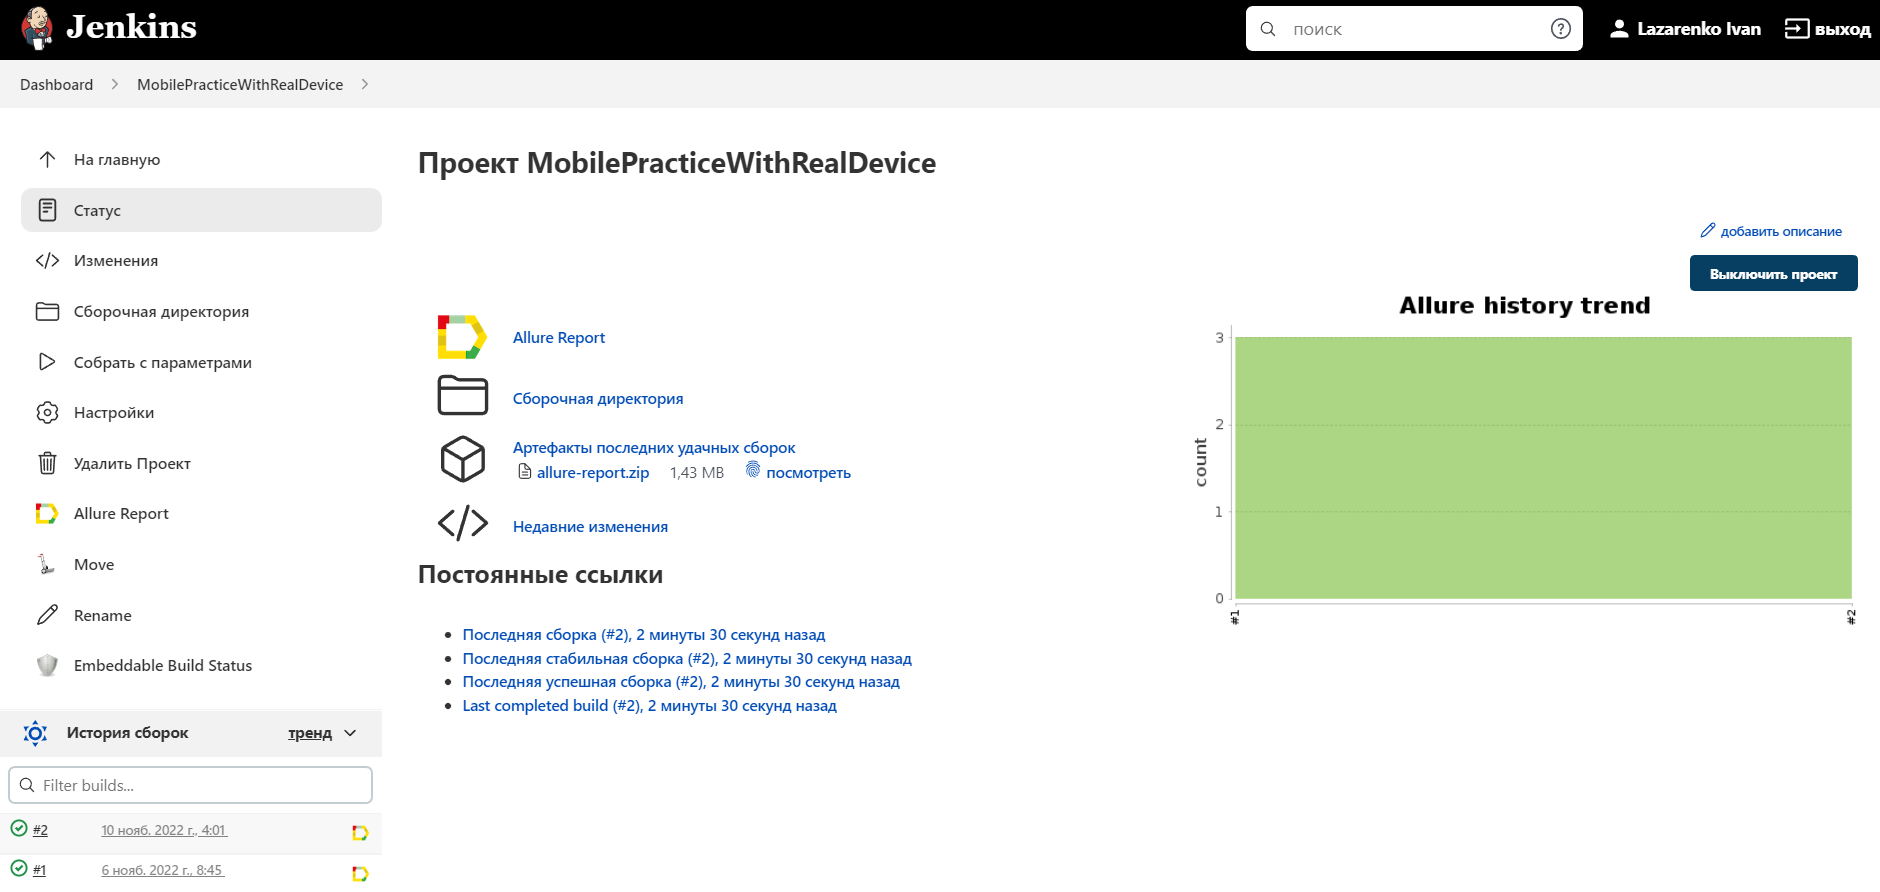 Jenkins
поиск
Lazarenko Ivan
выход
Dashboard
MobilePracticeWithRealDevice
На главную
Статус
Изменения
Сборочная директория
Собрать с параметрами
Настройки
Удалить Проект
Allure Report
Move
Rename
Embeddable Build Status
История сборок
тренд
Filter builds...
#2 10 нояб. 2022 г., 4:01
#1 6 нояб. 2022 г., 8:45
Проект MobilePracticeWithRealDevice
добавить описание
Выключить проект
Allure Report
Сборочная директория
Артефакты последних удачных сборок
allure-report.zip 1,43 MB посмотреть
Недавние изменения
Постоянные ссылки
Последняя сборка (#2), 2 минуты 30 секунд назад
Последняя стабильная сборка (#2), 2 минуты 30 секунд назад
Последняя успешная сборка (#2), 2 минуты 30 секунд назад
Last completed build (#2), 2 минуты 30 секунд назад
Allure history trend
3
2
1
0
count
#1
#2